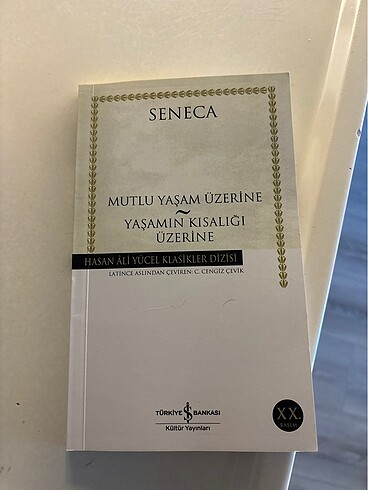 SENECA
MUTLU YAŞAM ÜZERİNE
~
YAŞAMIN KISALIĞI
ÜZERİNE
HASAN ÂLİ YÜCEL KLASİKLER DİZİSİ
LATİNCE ASLINDAN ÇEVİREN: C. CENGİZ ÇEVİK
TÜRKİYE İŞ BANKASI
Kültür Yayınları
XX.
BASIM